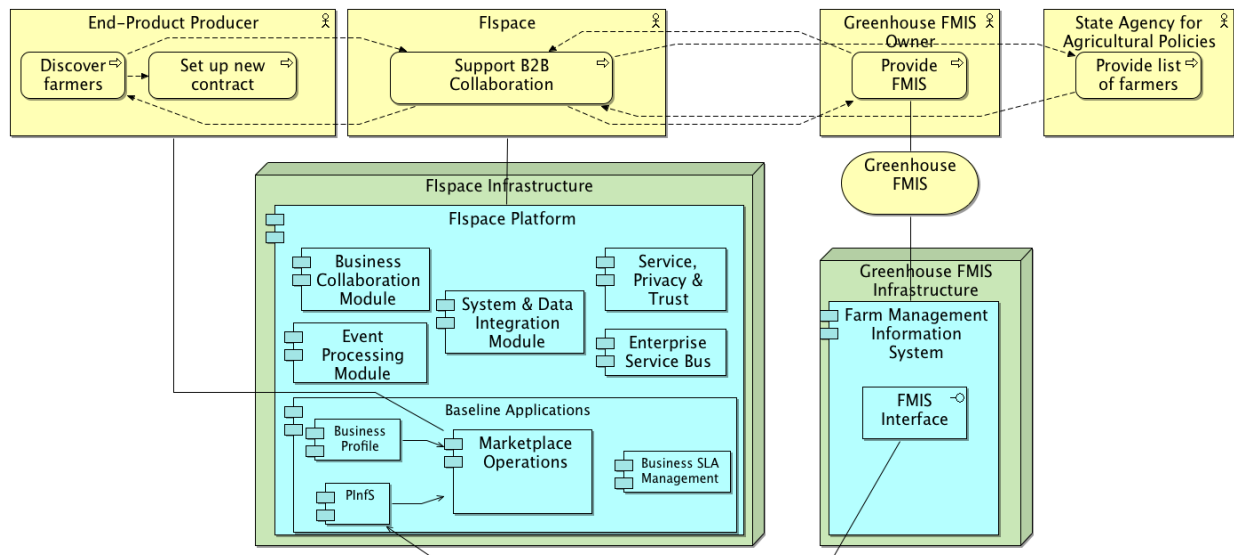 End-Product Producer
Discover
farmers
Set up new
contract
FIspace
Support B2B
Collaboration
Greenhouse FMIS
Owner
Provide
FMIS
State Agency for
Agricultural Policies
Provide list
of farmers
Greenhouse
FMIS
FIspace Infrastructure
FIspace Platform
Business
Collaboration
Module
System & Data
Integration
Module
Service,
Privacy &
Trust
Event
Processing
Module
Enterprise
Service Bus
Baseline Applications
Business
Profile
Marketplace
Operations
Business SLA
Management
PInfS
Greenhouse FMIS
Infrastructure
Farm Management
Information
System
FMIS
Interface